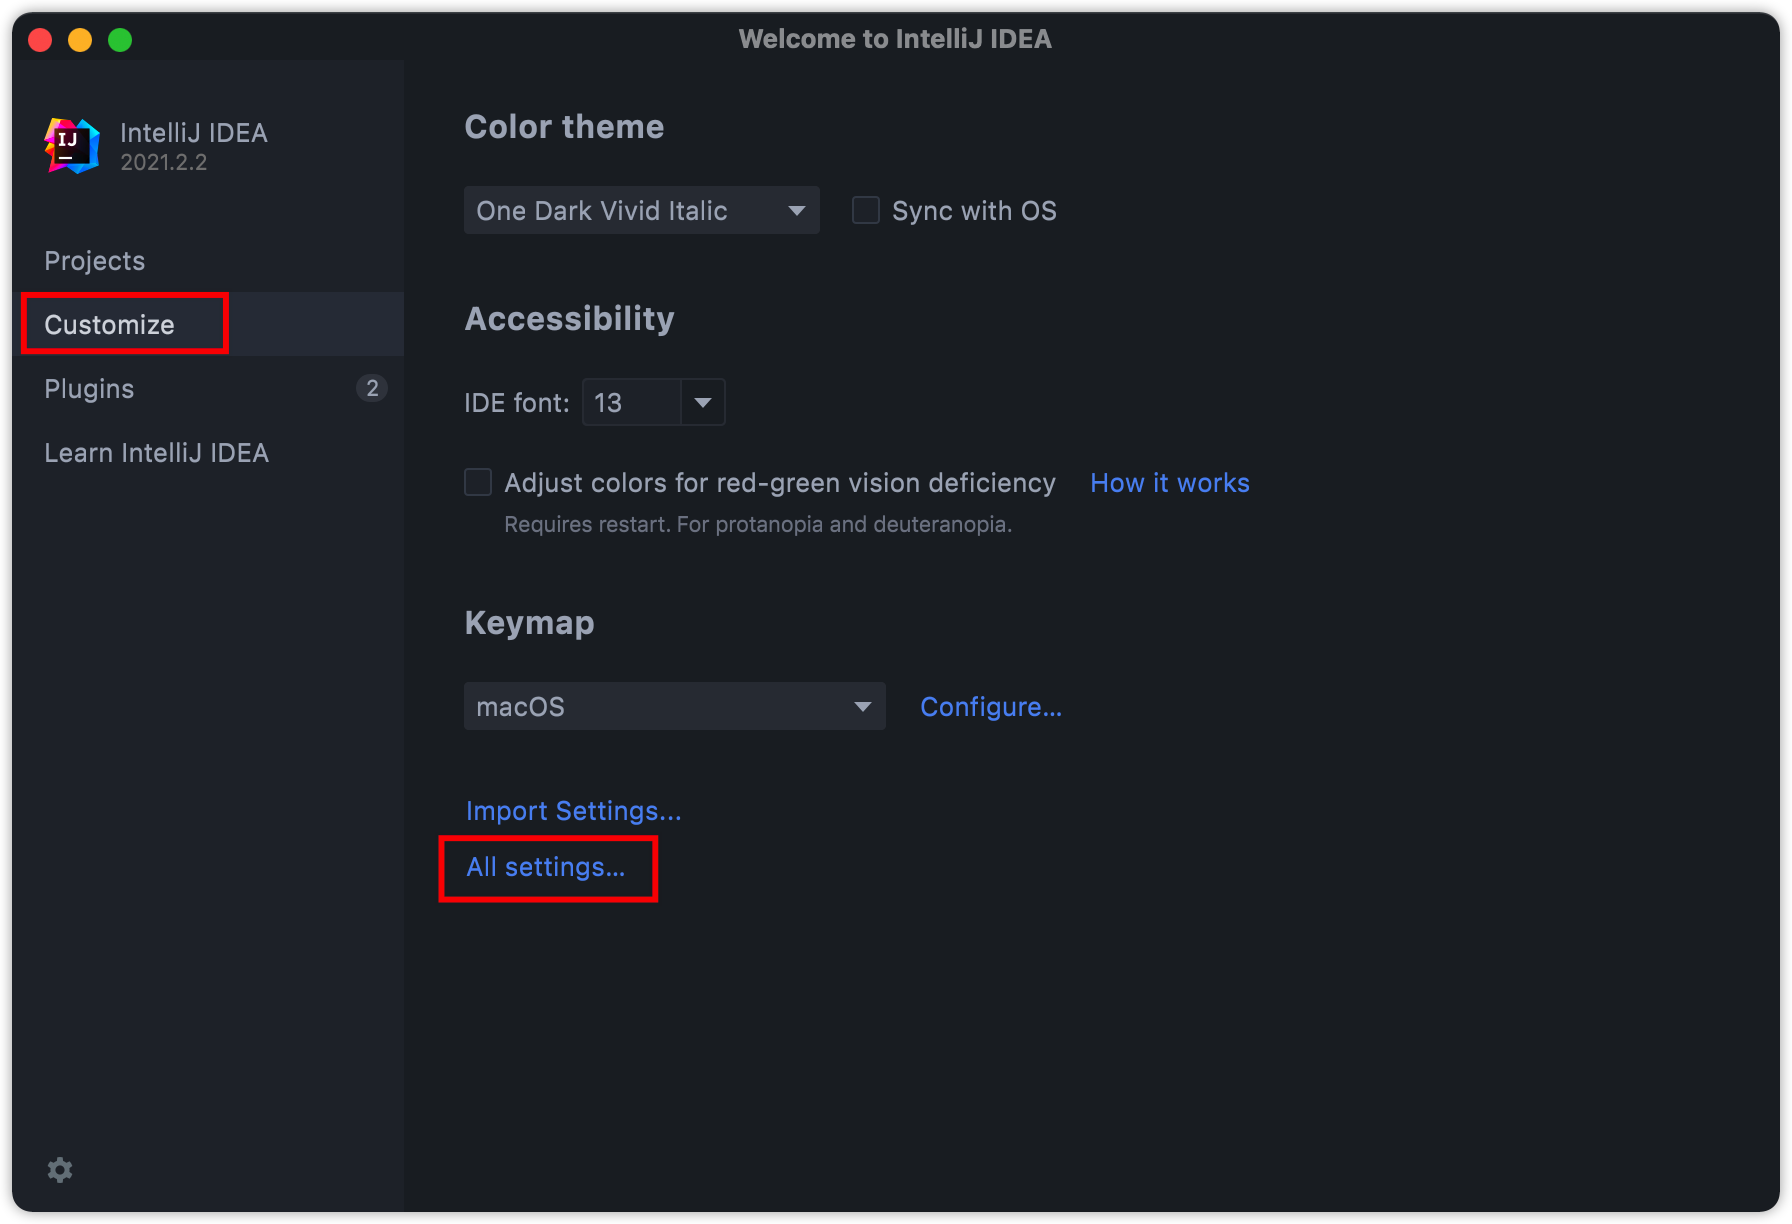 Welcome to IntelliJ IDEA
IJ
IntelliJ IDEA
2021.2.2
Projects
Customize
Plugins 2
Learn IntelliJ IDEA
Color theme
One Dark Vivid Italic Sync with OS
Accessibility
IDE font: 13
Adjust colors for red-green vision deficiency How it works
Requires restart. For protanopia and deuteranopia.
Keymap
macOS Configure...
Import Settings...
All settings...